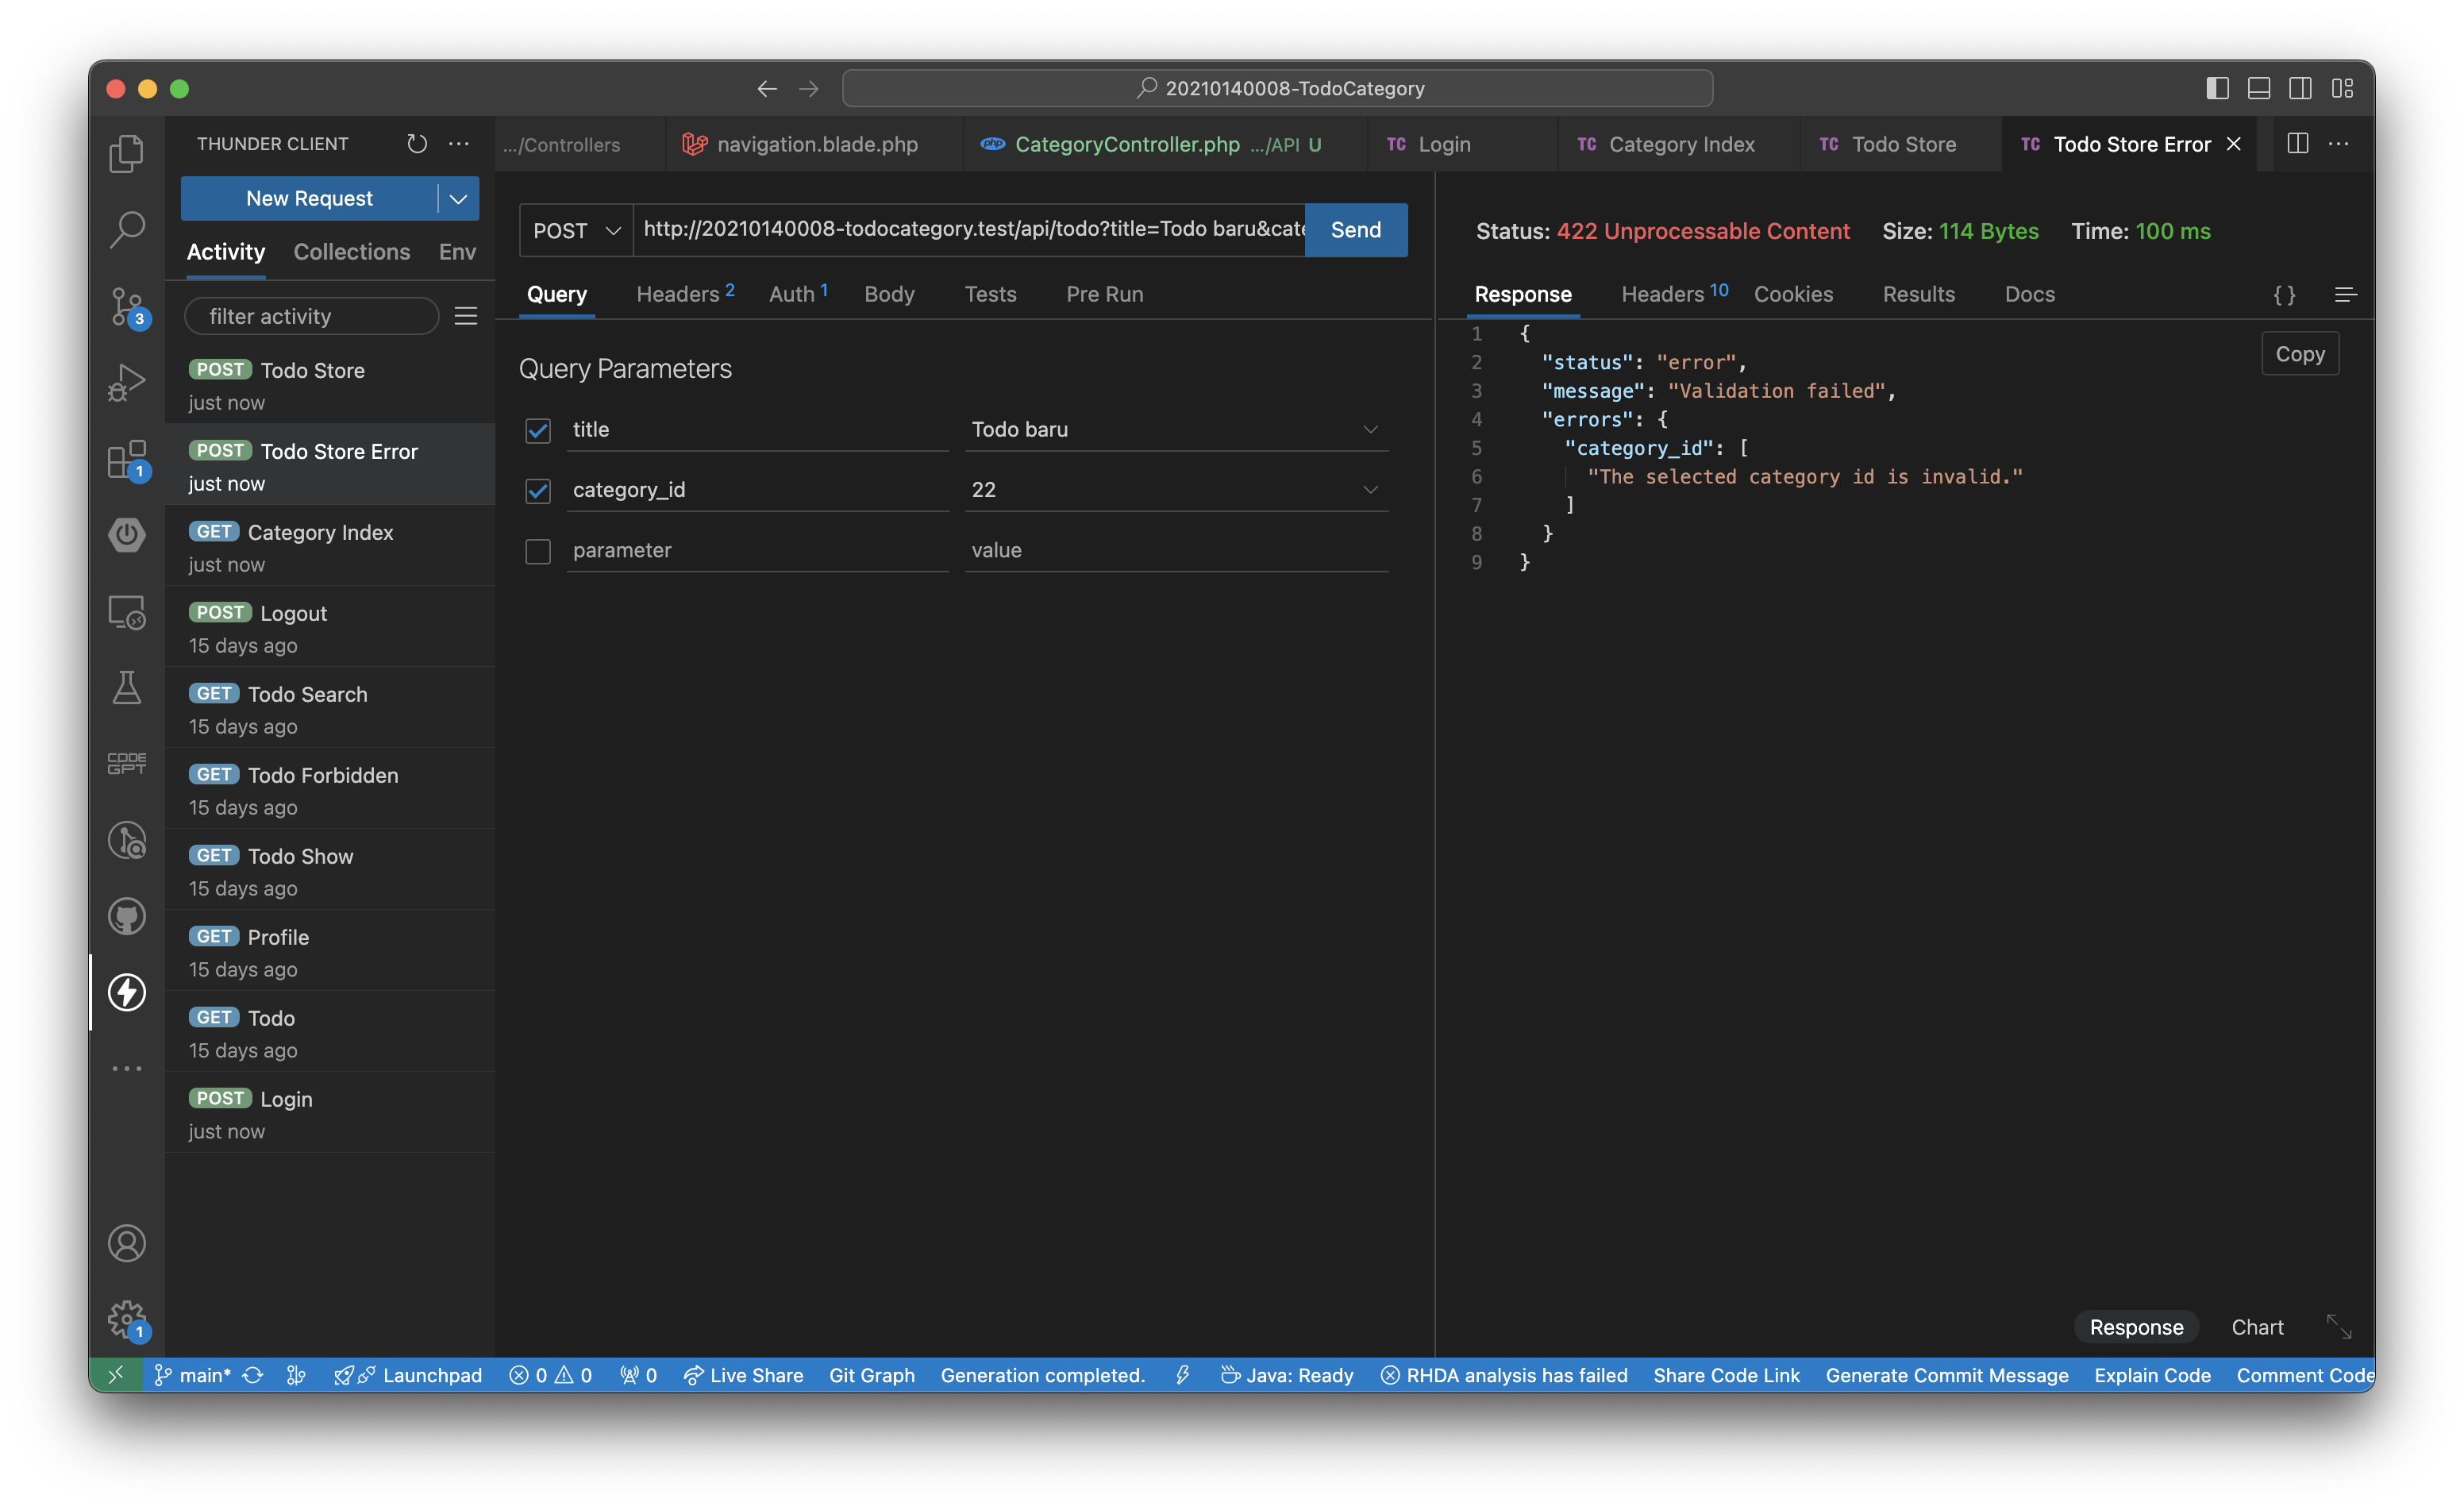 20210140008-TodoCategory
THUNDER CLIENT
New Request
Activity Collections Env
filter activity
POST Todo Store
just now
POST Todo Store Error
just now
GET Category Index
just now
POST Logout
15 days ago
GET Todo Search
15 days ago
GET Todo Forbidden
15 days ago
GET Todo Show
15 days ago
GET Profile
15 days ago
GET Todo
15 days ago
POST Login
just now
3
1
CODE
GPT
1
.../Controllers navigation.blade.php php CategoryController.php .../API U TC Login TC Category Index TC Todo Store TC Todo Store Error
POST http://20210140008-todocategory.test/api/todo?title=Todo baru&cate Send
Query Headers 2 Auth 1 Body Tests Pre Run
Query Parameters
title Todo baru
category_id 22
parameter value
Status: 422 Unprocessable Content Size: 114 Bytes Time: 100 ms
Response Headers 10 Cookies Results Docs {}
Copy
1 {
2 "status": "error",
3 "message": "Validation failed",
4 "errors": {
5 "category_id": [
6 "The selected category id is invalid."
7 ]
8 }
9 }
Response Chart
main* Launchpad 0 0 0 Live Share Git Graph Generation completed. Java: Ready RHDA analysis has failed Share Code Link Generate Commit Message Explain Code Comment Code